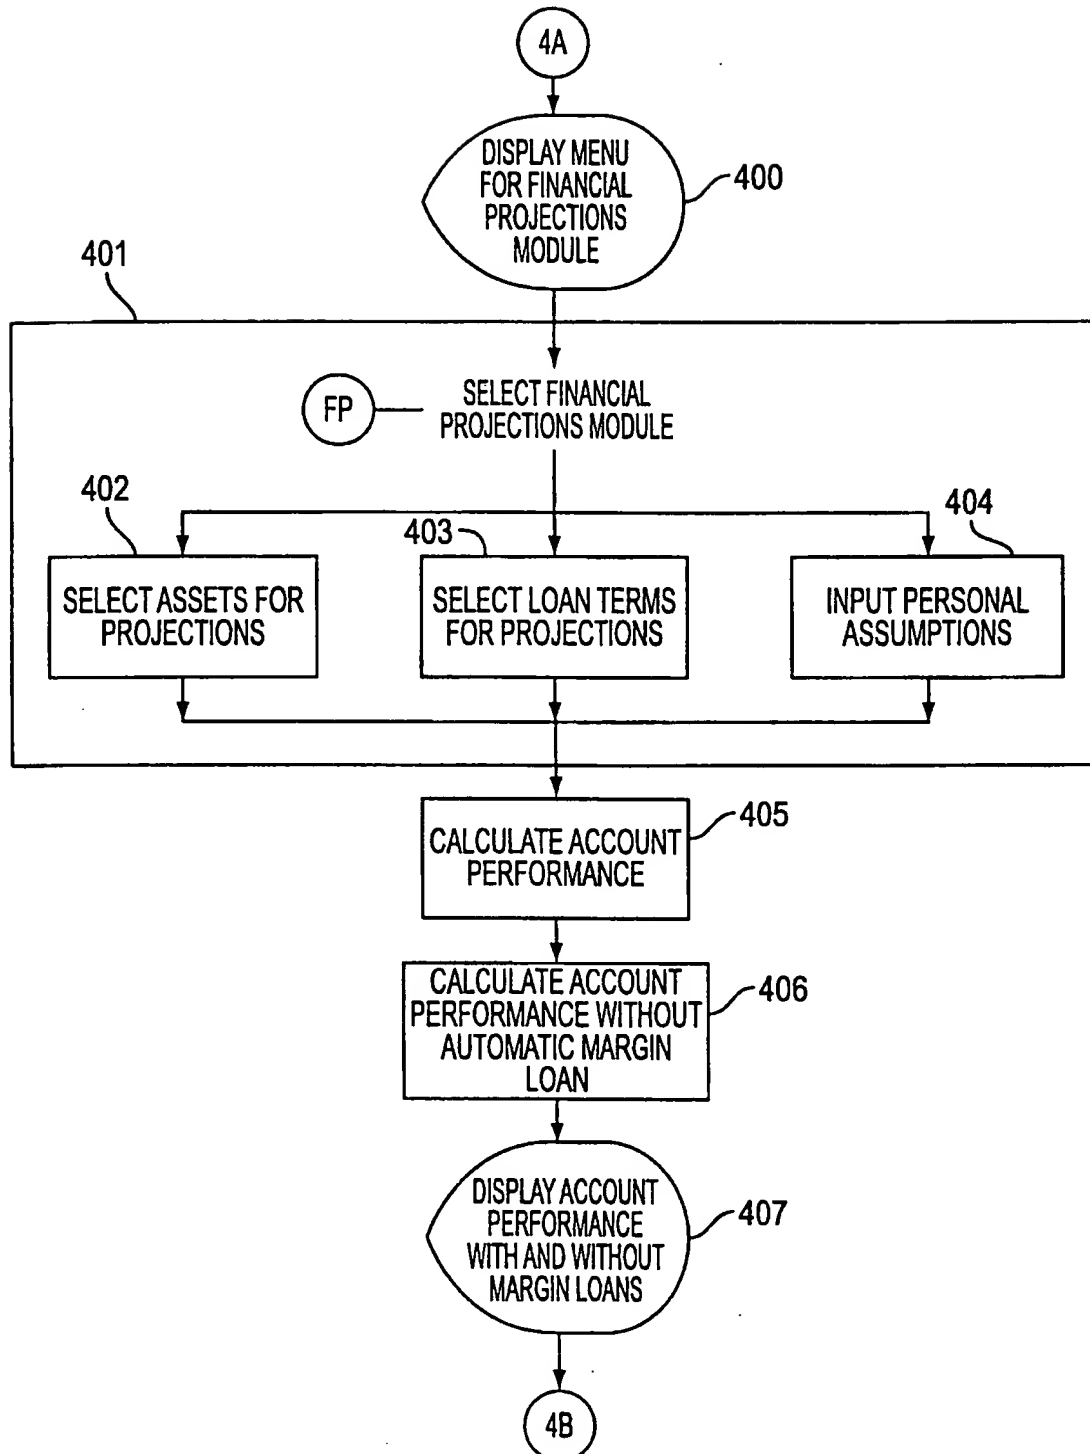 4A
DISPLAY MENU
FOR FINANCIAL
PROJECTIONS
MODULE
400
401
FP
SELECT FINANCIAL
PROJECTIONS MODULE
402
403
404
SELECT ASSETS FOR
PROJECTIONS
SELECT LOAN TERMS
FOR PROJECTIONS
INPUT PERSONAL
ASSUMPTIONS
405
CALCULATE ACCOUNT
PERFORMANCE
CALCULATE ACCOUNT
PERFORMANCE WITHOUT
AUTOMATIC MARGIN
LOAN
406
DISPLAY ACCOUNT
PERFORMANCE
WITH AND WITHOUT
MARGIN LOANS
407
4B